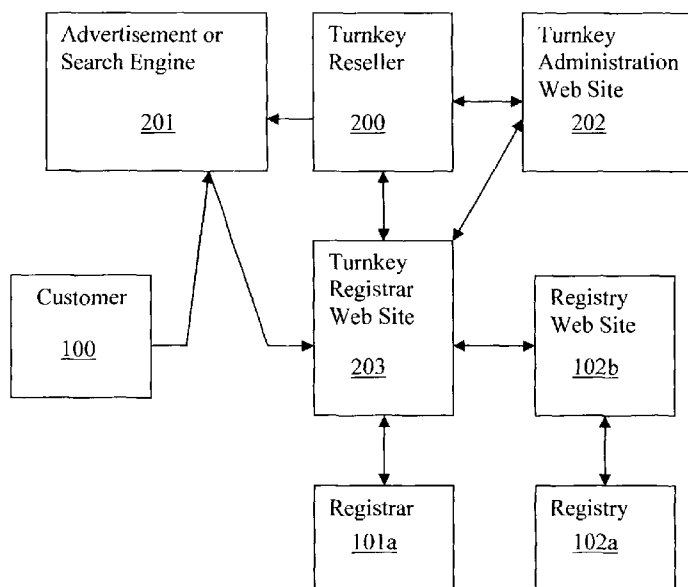 Advertisement or
Search Engine
201
Turnkey
Reseller
200
Turnkey
Administration
Web Site
202
Customer
100
Turnkey
Registrar
Web Site
203
Registry
Web Site
102b
Registrar
101a
Registry
102a